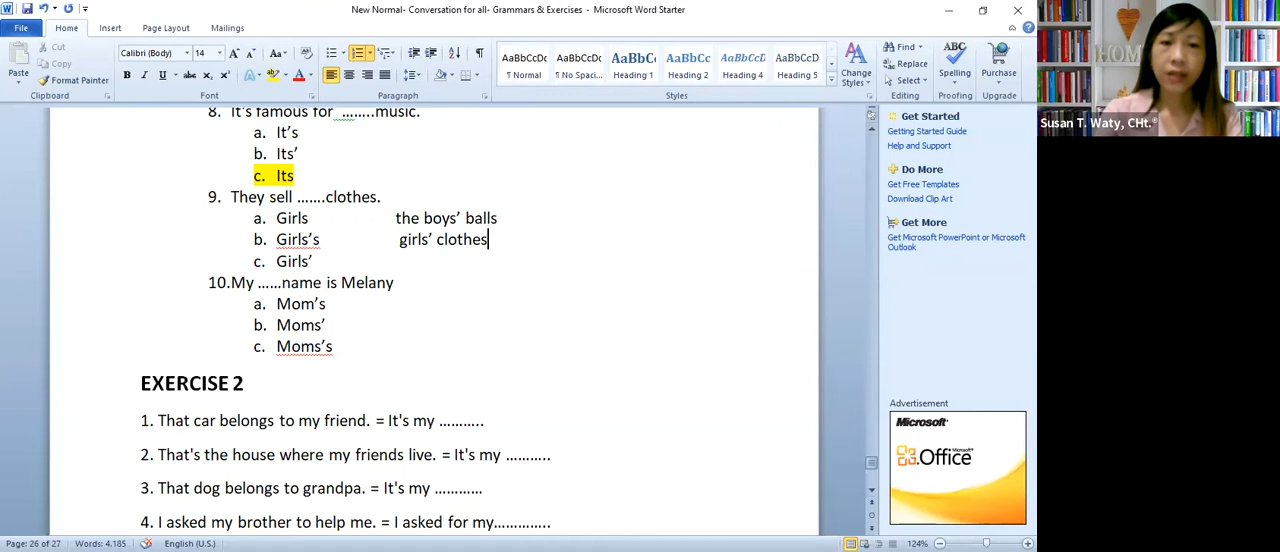 New Normal- Conversation for all- Grammars & Exercises - Microsoft Word Starter
File Home Insert Page Layout Mailings
Paste
Cut
Copy
Format Painter
Clipboard
Calibri (Body) 14
Font
Paragraph
AaBbCcDc AaBbCcDc AaBbCc AaBbCc AaBbCc AaBbCcDc
¶ Normal ¶ No Spaci... Heading 1 Heading 2 Heading 4 Heading 5
Change Styles
Styles
Find
Replace
Select
Editing
ABC
Spelling
Proofing
Purchase
Upgrade
HOM
Susan T. Waty, CHt.®
8. It's famous for ........music.
a. It's
b. Its'
c. Its
9. They sell .......clothes.
a. Girls the boys' balls
b. Girls's girls' clothes
c. Girls'
10.My ......name is Melany
a. Mom's
b. Moms'
c. Moms's
EXERCISE 2
1. That car belongs to my friend. = It's my ...........
2. That's the house where my friends live. = It's my ...........
3. That dog belongs to grandpa. = It's my ............
4. I asked my brother to help me. = I asked for my..............
Get Started
Getting Started Guide
Help and Support
Do More
Get Free Templates
Download Clip Art
Get More
Get Microsoft PowerPoint or Microsoft Outlook
Advertisement
Microsoft®
Office
Page: 26 of 27 Words: 4.185 English (U.S.) 124%